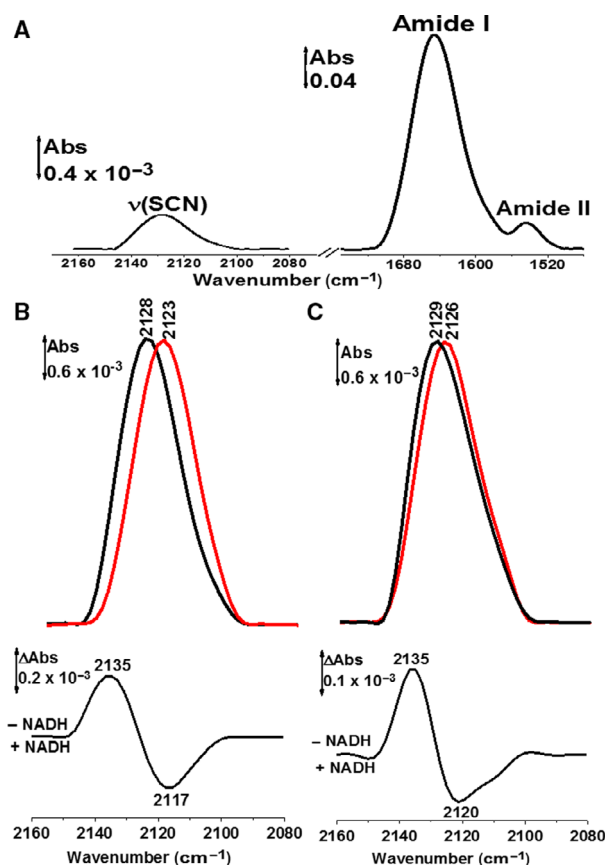 A
Abs
0.4 x 10⁻³
ν(SCN)
Abs
0.04
Amide I
Amide II
2160 2140 2120 2100 2080 1680 1600 1520
Wavenumber (cm⁻¹)
B
2128
2123
Abs
0.6 x 10⁻³
ΔAbs
0.2 x 10⁻³
2135
– NADH
+ NADH
2117
2160 2140 2120 2100 2080
Wavenumber (cm⁻¹)
C
2129
2126
Abs
0.6 x 10⁻³
ΔAbs
0.1 x 10⁻³
2135
– NADH
+ NADH
2120
2160 2140 2120 2100 2080
Wavenumber (cm⁻¹)